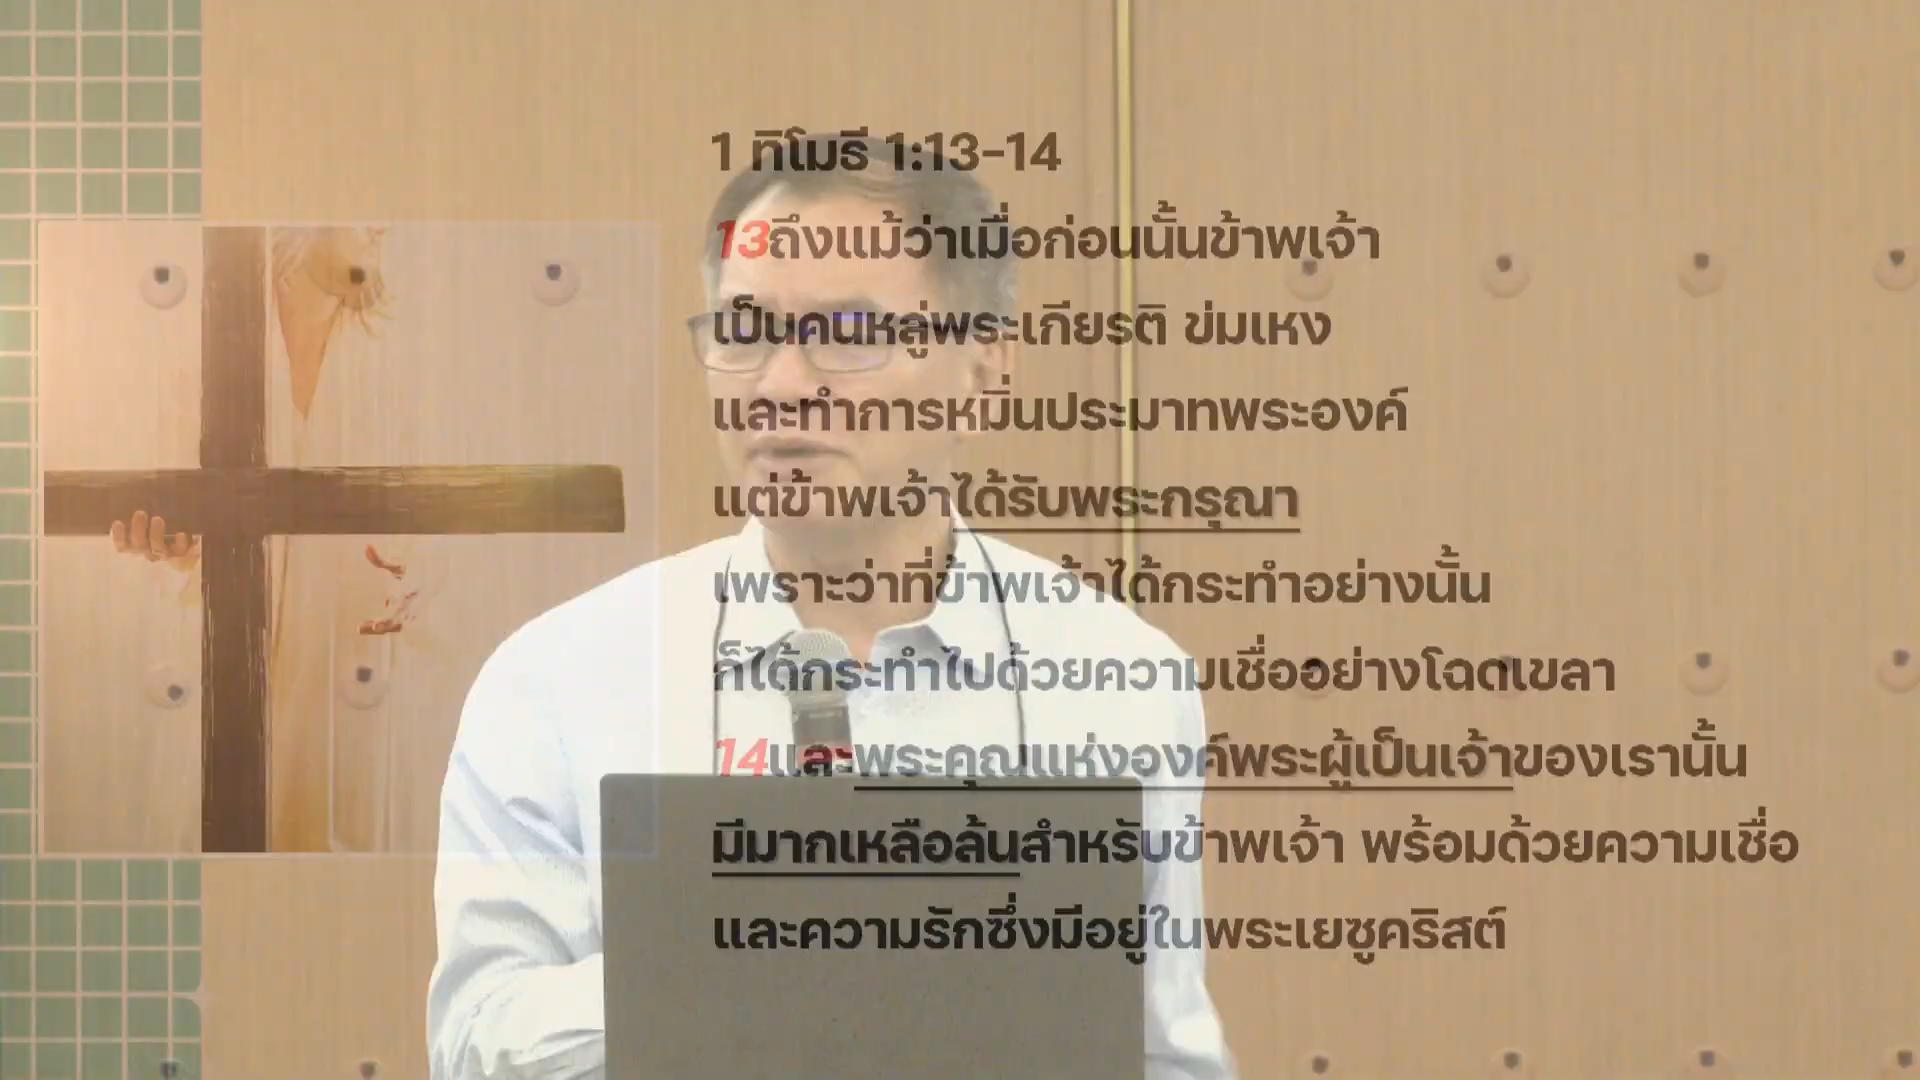 1 ทิโมธี 1:13-14
13ถึงแม้ว่าเมื่อก่อนนั้นข้าพเจ้า
เป็นคนหลู่พระเกียรติ ข่มเหง
และทำการหมิ่นประมาทพระองค์
แต่ข้าพเจ้าได้รับพระกรุณา
เพราะว่าที่ข้าพเจ้าได้กระทำอย่างนั้น
ก็ได้กระทำไปด้วยความเชื่ออย่างโฉดเขลา
14และพระคุณแห่งองค์พระผู้เป็นเจ้าของเรานั้น
มีมากเหลือล้นสำหรับข้าพเจ้า พร้อมด้วยความเชื่อ
และความรักซึ่งมีอยู่ในพระเยซูคริสต์